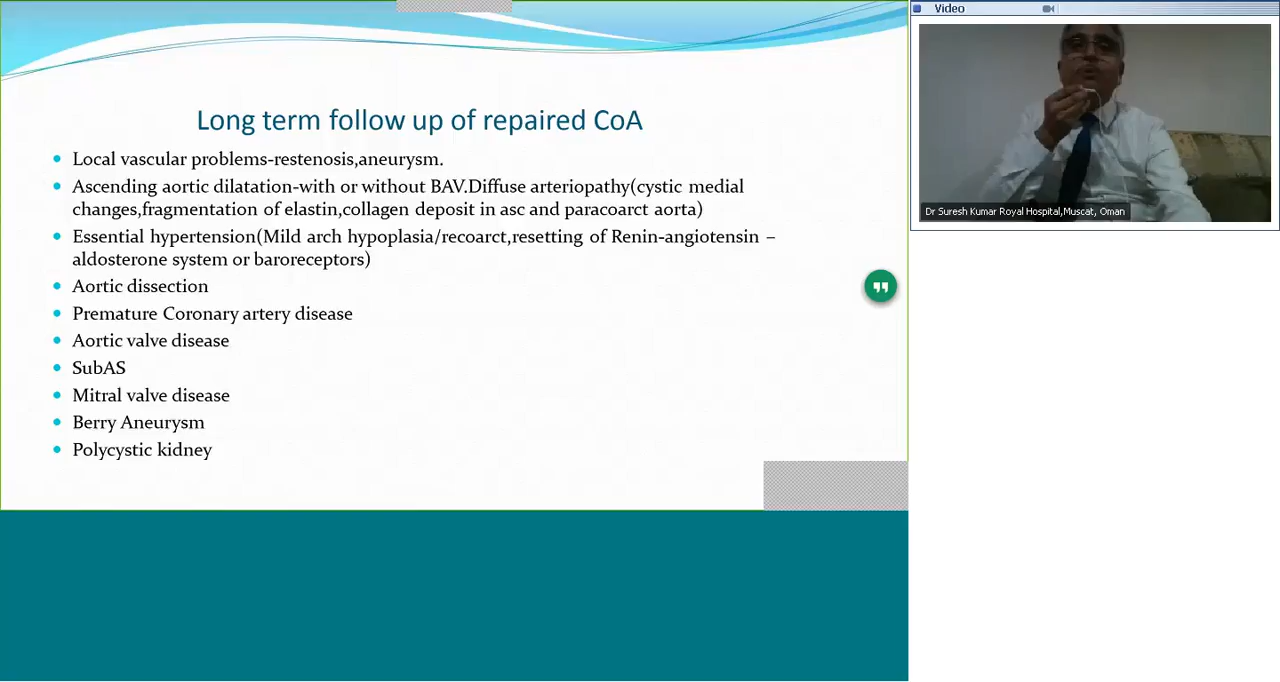 Video
Long term follow up of repaired CoA
Local vascular problems-restenosis,aneurysm.
Ascending aortic dilatation-with or without BAV.Diffuse arteriopathy(cystic medial
changes,fragmentation of elastin,collagen deposit in asc and paracoarct aorta)
Essential hypertension(Mild arch hypoplasia/recoarct,resetting of Renin-angiotensin –
aldosterone system or baroreceptors)
Aortic dissection
Premature Coronary artery disease
Aortic valve disease
SubAS
Mitral valve disease
Berry Aneurysm
Polycystic kidney
Dr Suresh Kumar Royal Hospital,Muscat, Oman